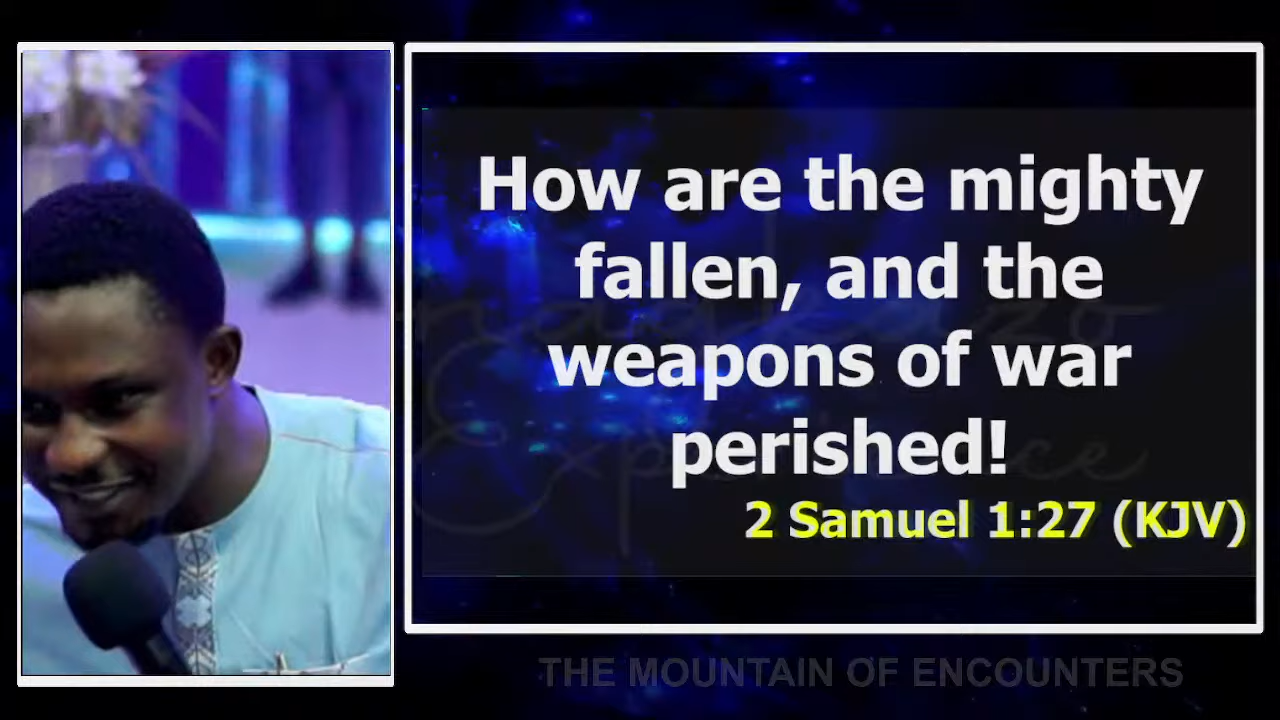 How are the mighty
fallen, and the
weapons of war
perished!
2 Samuel 1:27 (KJV)
THE MOUNTAIN OF ENCOUNTERS